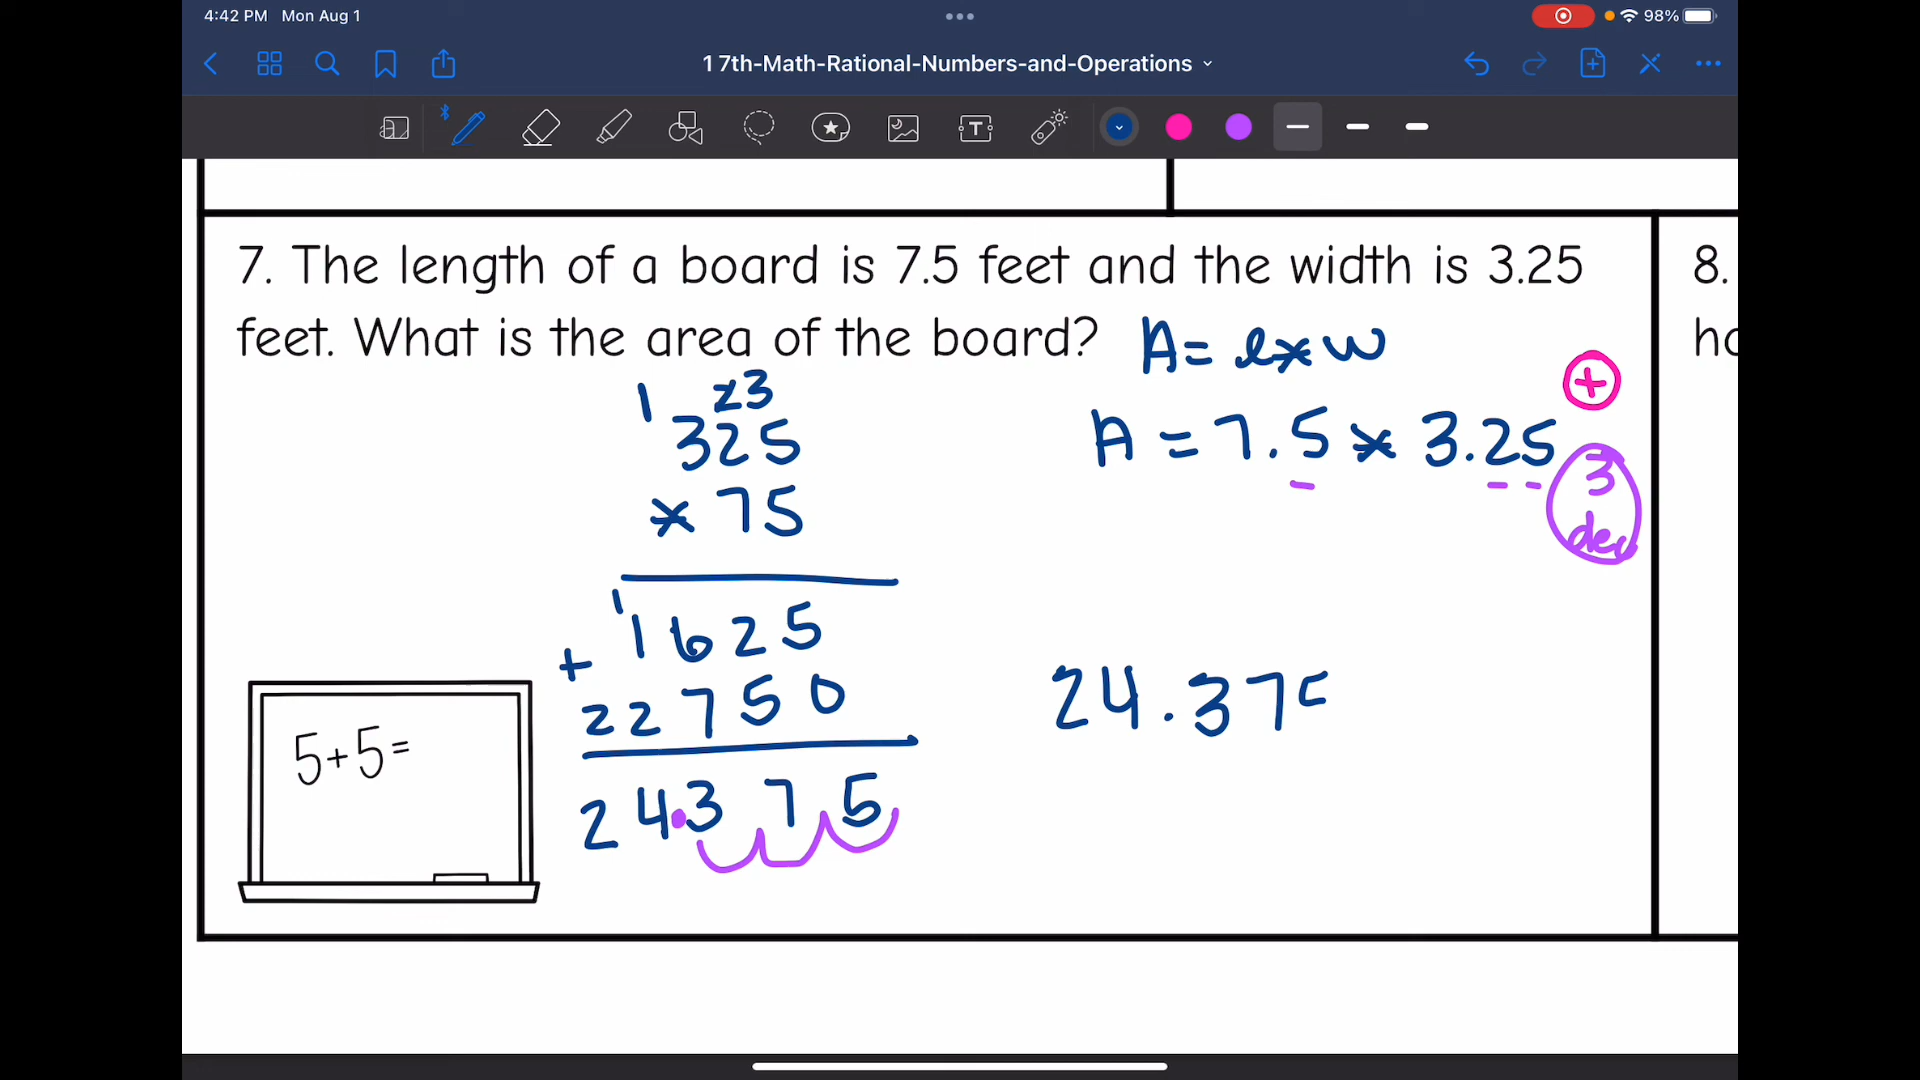 4:42 PM Mon Aug 1
98%
1 7th-Math-Rational-Numbers-and-Operations
T
7. The length of a board is 7.5 feet and the width is 3.25
feet. What is the area of the board?
A = l * w
8.
ho
+
A = 7.5 * 3.25
3
dec
1 23
325
* 75
1
1625
+
22750
24.375
24.375
5+5=